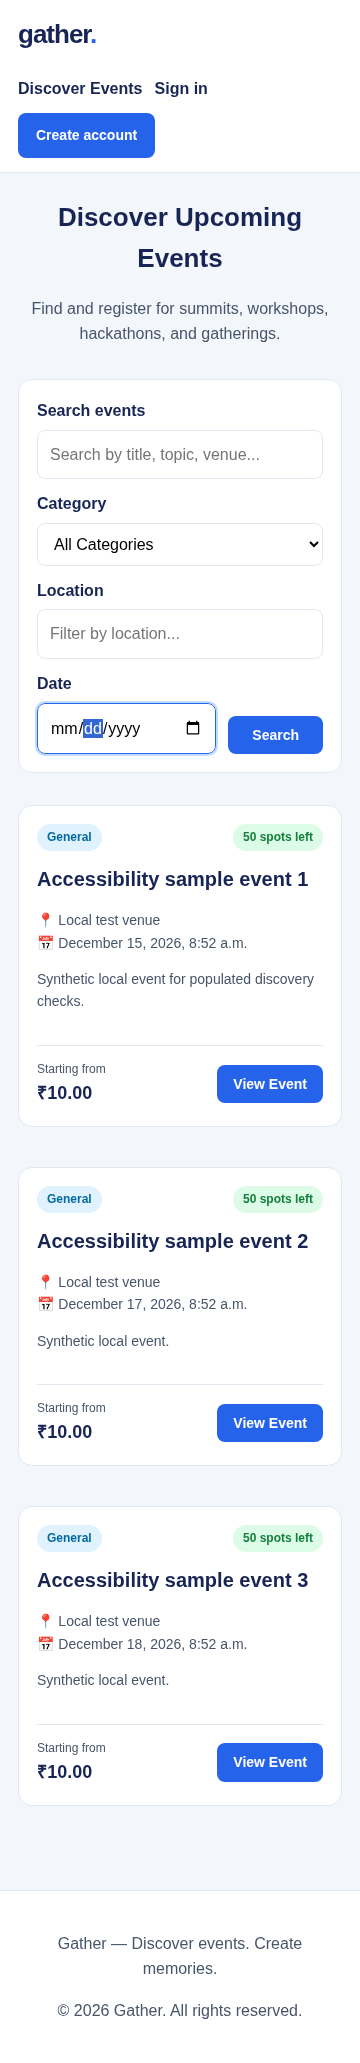 gather.
Discover Events Sign in
Create account
Discover Upcoming
Events
Find and register for summits, workshops,
hackathons, and gatherings.
Search events
Search by title, topic, venue...
Category
All Categories
Location
Filter by location...
Date
mm/dd/yyyy
Search
General 50 spots left
Accessibility sample event 1
📍 Local test venue
📅 December 15, 2026, 8:52 a.m.
Synthetic local event for populated discovery
checks.
Starting from
₹10.00
View Event
General 50 spots left
Accessibility sample event 2
📍 Local test venue
📅 December 17, 2026, 8:52 a.m.
Synthetic local event.
Starting from
₹10.00
View Event
General 50 spots left
Accessibility sample event 3
📍 Local test venue
📅 December 18, 2026, 8:52 a.m.
Synthetic local event.
Starting from
₹10.00
View Event
Gather — Discover events. Create
memories.
© 2026 Gather. All rights reserved.